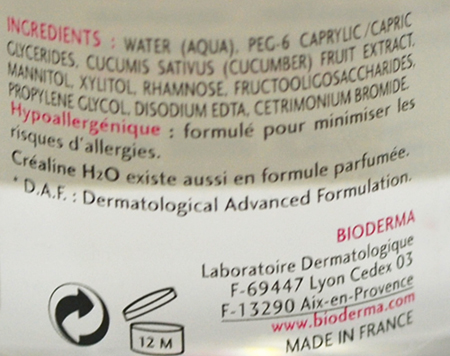 INGREDIENTS : WATER (AQUA), PEG-6 CAPRYLIC/CAPRIC
GLYCERIDES, CUCUMIS SATIVUS (CUCUMBER) FRUIT EXTRACT,
MANNITOL, XYLITOL, RHAMNOSE, FRUCTOOLIGOSACCHARIDES,
PROPYLENE GLYCOL, DISODIUM EDTA, CETRIMONIUM BROMIDE.
Hypoallergénique : formulé pour minimiser les
risques d'allergies.
Créaline H2O existe aussi en formule parfumée.
* D.A.F. : Dermatological Advanced Formulation.
BIODERMA
Laboratoire Dermatologique
F-69447 Lyon Cedex 03
F-13290 Aix-en-Provence
www.bioderma.com
MADE IN FRANCE
12 M